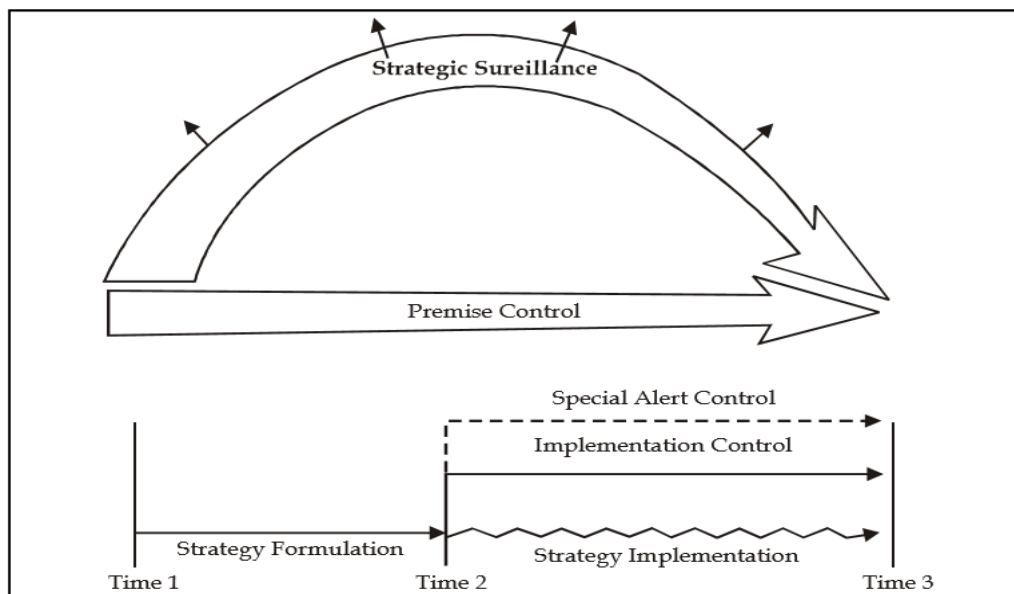 Strategic Sureillance
Premise Control
Special Alert Control
Implementation Control
Strategy Formulation
Strategy Implementation
Time 1
Time 2
Time 3